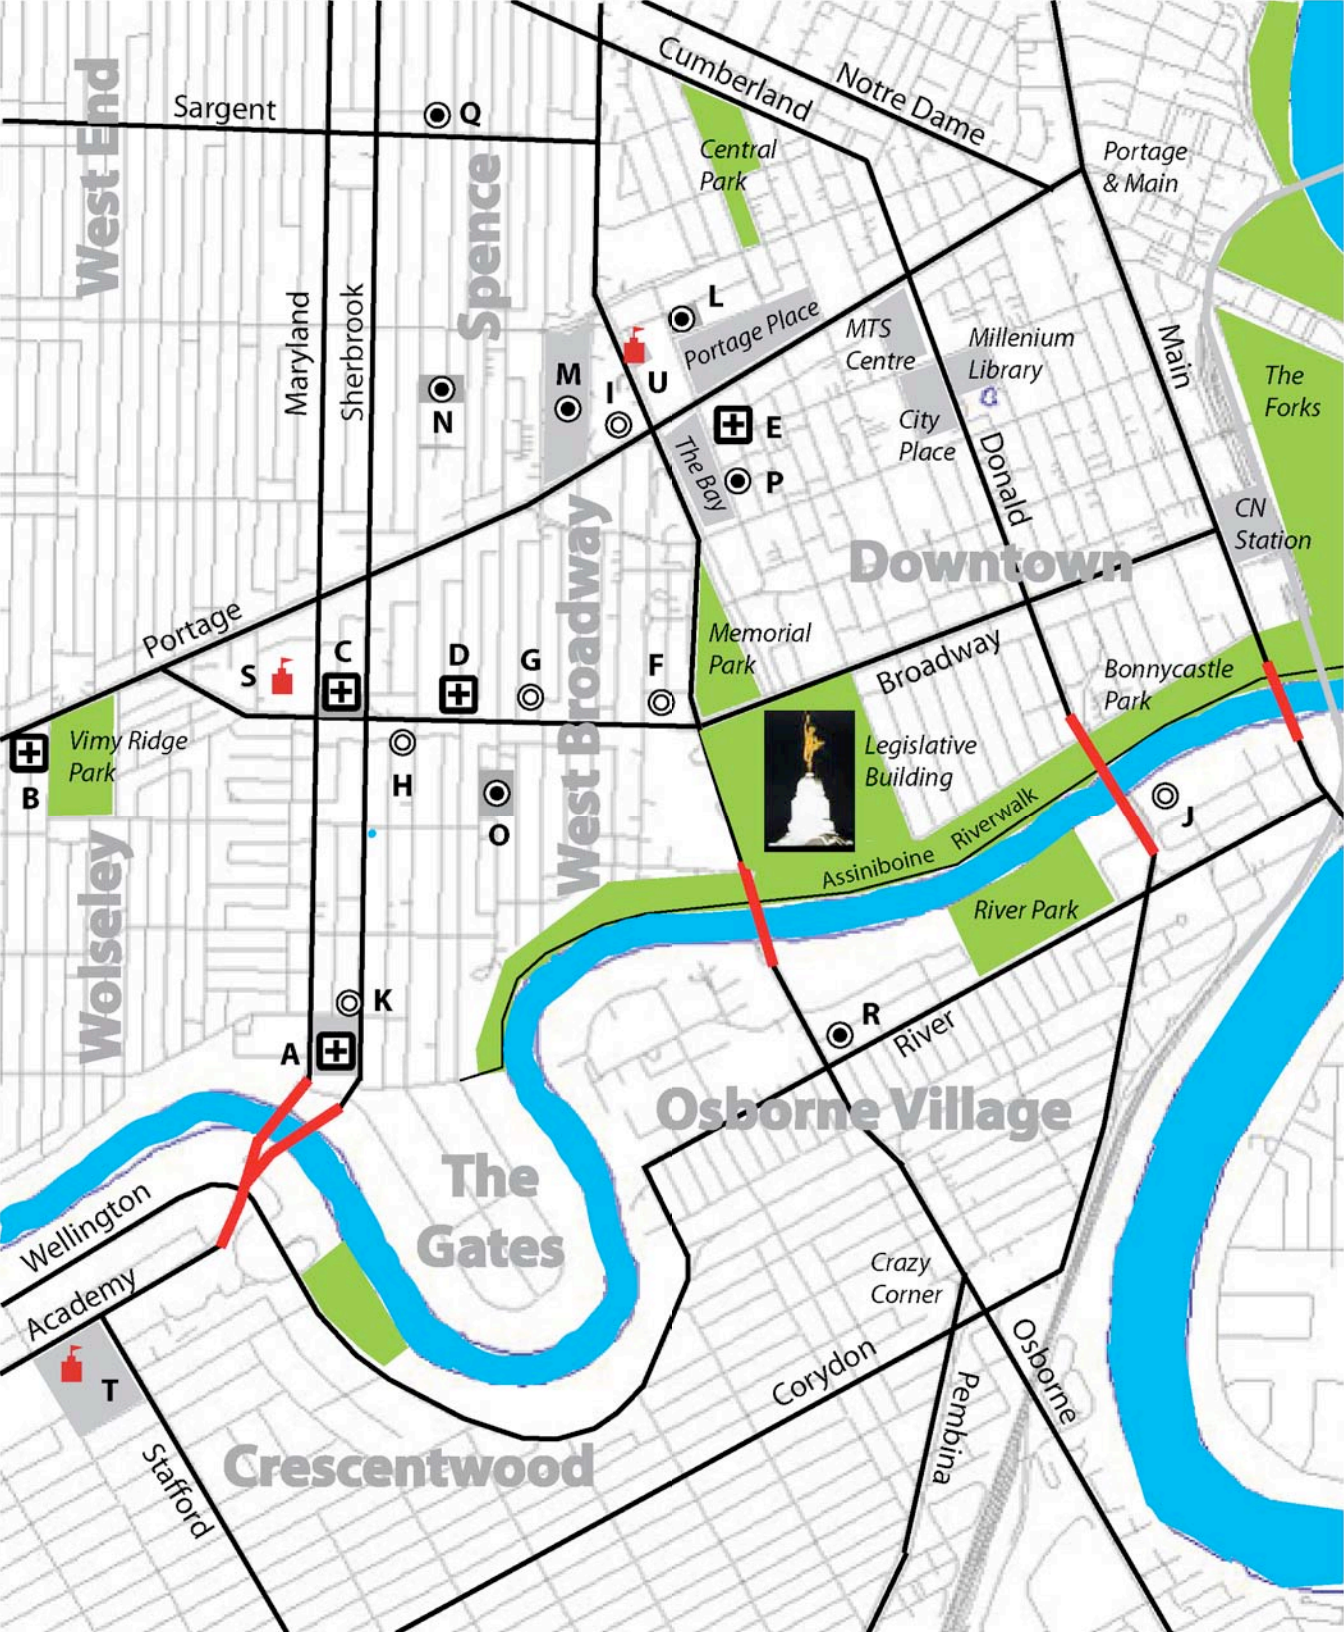 Cumberland
Notre Dame
West End
Sargent
Q
Central
Park
Portage
& Main
Spence
Maryland
Sherbrook
L
Portage Place
MTS
Centre
Millenium
Library
Main
The
Forks
M
I
U
N
E
City
Place
The Bay
P
Donald
CN
Station
Downtown
West Broadway
Portage
S
C
D
G
F
Memorial
Park
Broadway
Bonnycastle
Park
Vimy Ridge
Park
B
H
O
Legislative
Building
J
Assiniboine
Riverwalk
Wolseley
River Park
K
A
R
River
Osborne Village
The
Gates
Wellington
Academy
Crazy
Corner
T
Corydon
Osborne
Pembina
Stafford
Crescentwood